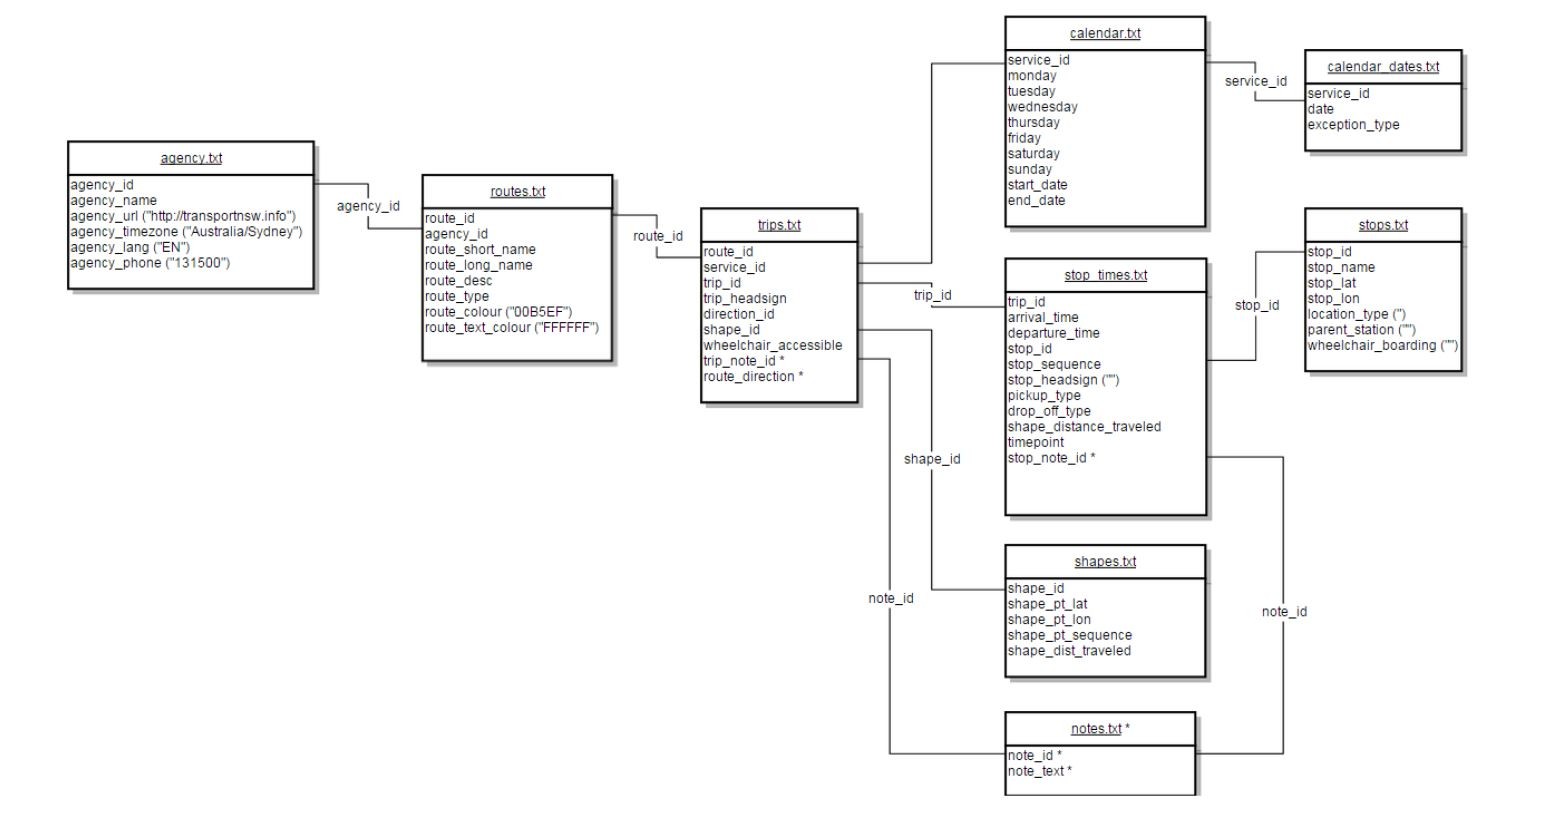 agency.txt
agency_id
agency_name
agency_url ("http://transportnsw.info")
agency_timezone ("Australia/Sydney")
agency_lang ("EN")
agency_phone ("131500")
agency_id
routes.txt
route_id
agency_id
route_short_name
route_long_name
route_desc
route_type
route_colour ("00B5EF")
route_text_colour ("FFFFFF")
route_id
trips.txt
route_id
service_id
trip_id
trip_headsign
direction_id
shape_id
wheelchair_accessible
trip_note_id *
route_direction *
trip_id
shape_id
note_id
calendar.txt
service_id
monday
tuesday
wednesday
thursday
friday
saturday
sunday
start_date
end_date
service_id
calendar_dates.txt
service_id
date
exception_type
stop_times.txt
trip_id
arrival_time
departure_time
stop_id
stop_sequence
stop_headsign ("")
pickup_type
drop_off_type
shape_distance_traveled
timepoint
stop_note_id *
stop_id
stops.txt
stop_id
stop_name
stop_lat
stop_lon
location_type (")
parent_station ("")
wheelchair_boarding ("")
shapes.txt
shape_id
shape_pt_lat
shape_pt_lon
shape_pt_sequence
shape_dist_traveled
note_id
notes.txt *
note_id *
note_text *